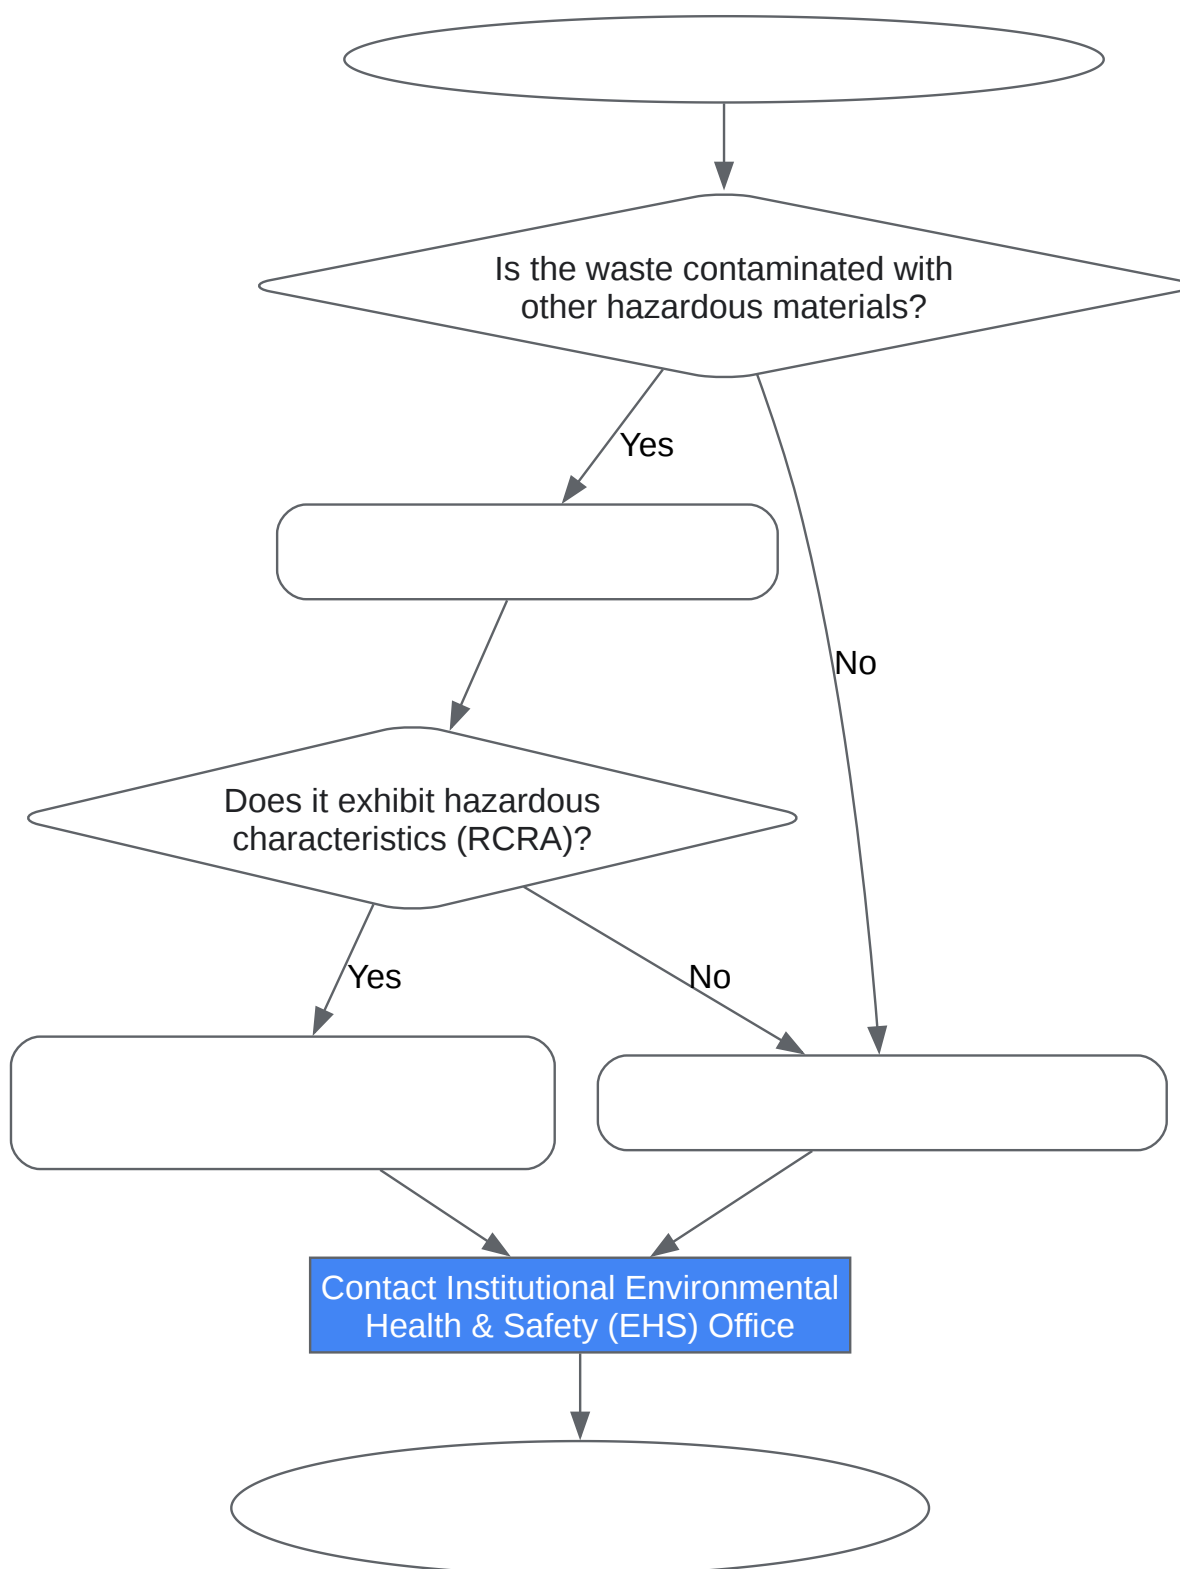 Is the waste contaminated with
other hazardous materials?
Yes
No
Does it exhibit hazardous
characteristics (RCRA)?
Yes
No
Contact Institutional Environmental
Health & Safety (EHS) Office